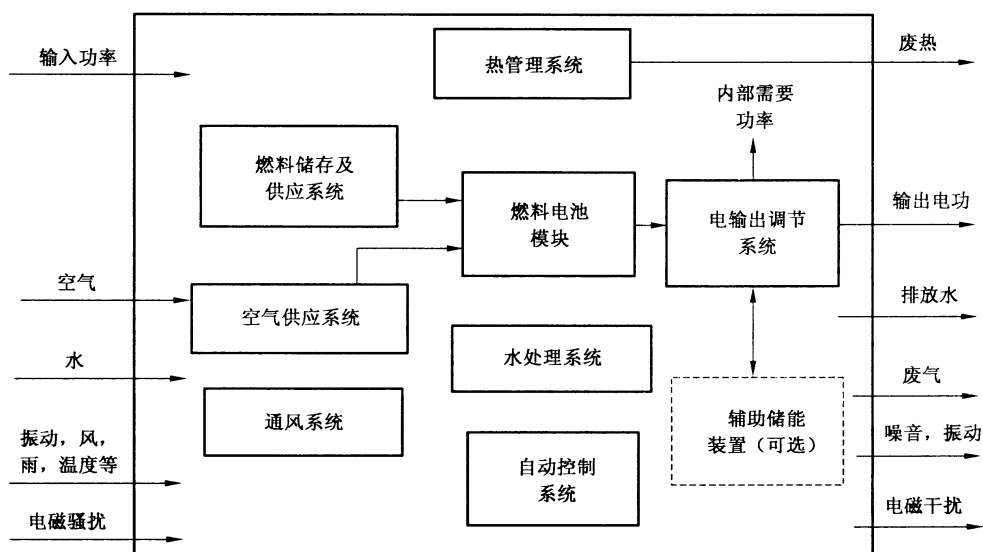 输入功率
热管理系统
废热
内部需要
功率
燃料储存及
供应系统
燃料电池
模块
电输出调节
系统
输出电功
空气
空气供应系统
排放水
水
水处理系统
通风系统
废气
辅助储能
装置（可选）
噪音，振动
振动，风，
雨，温度等
自动控制
系统
电磁骚扰
电磁干扰